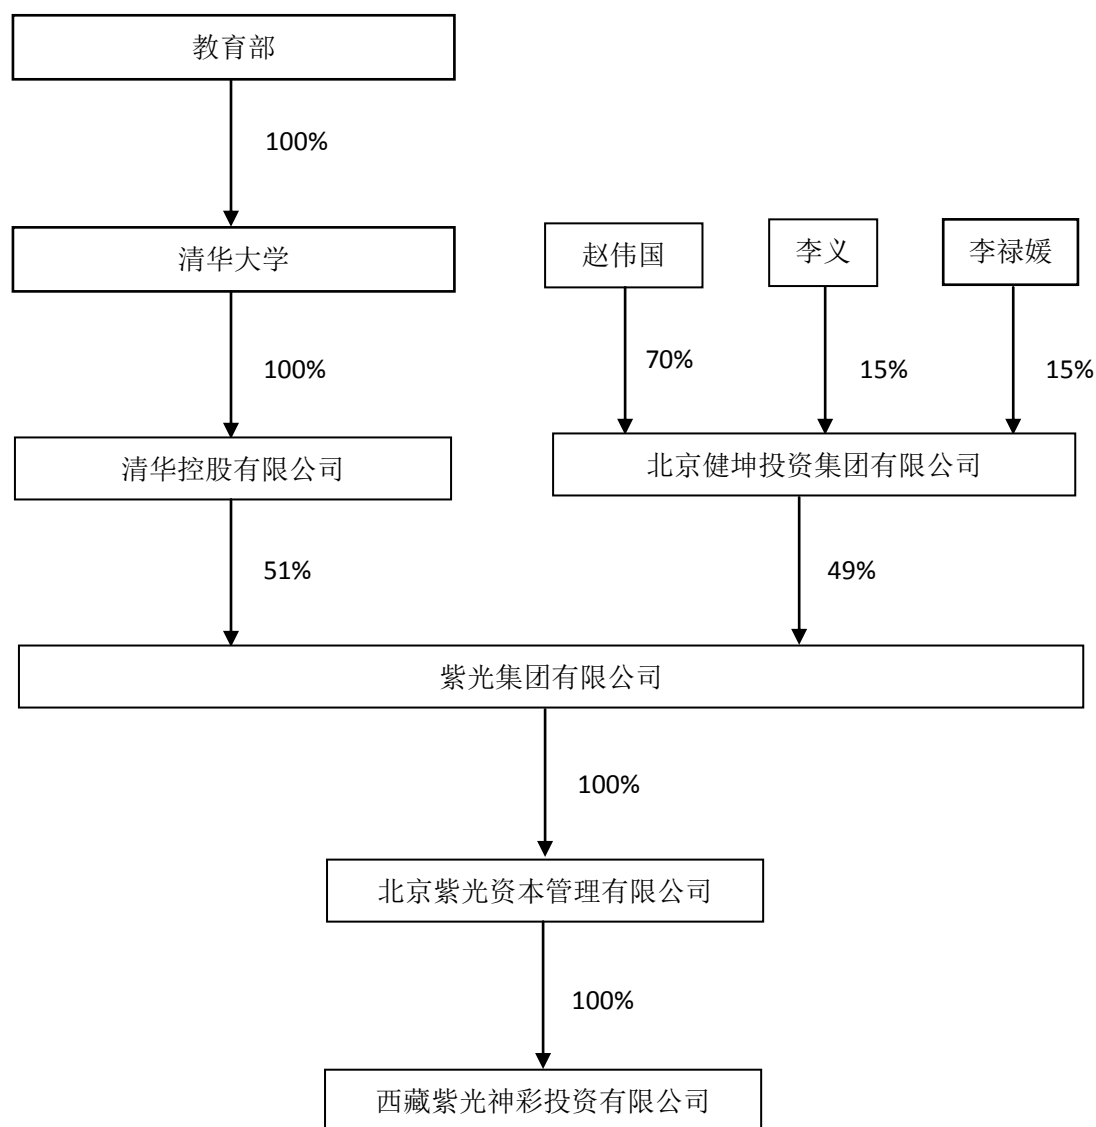 教育部
100%
清华大学
赵伟国
李义
李禄媛
100%
70%
15%
15%
清华控股有限公司
北京健坤投资集团有限公司
51%
49%
紫光集团有限公司
100%
北京紫光资本管理有限公司
100%
西藏紫光神彩投资有限公司